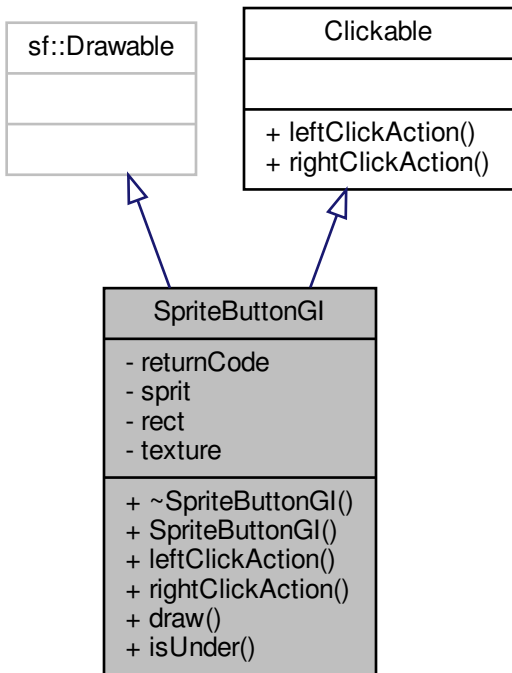 sf::Drawable
Clickable
+ leftClickAction()
+ rightClickAction()
SpriteButtonGI
- returnCode
- sprit
- rect
- texture
+ ~SpriteButtonGI()
+ SpriteButtonGI()
+ leftClickAction()
+ rightClickAction()
+ draw()
+ isUnder()